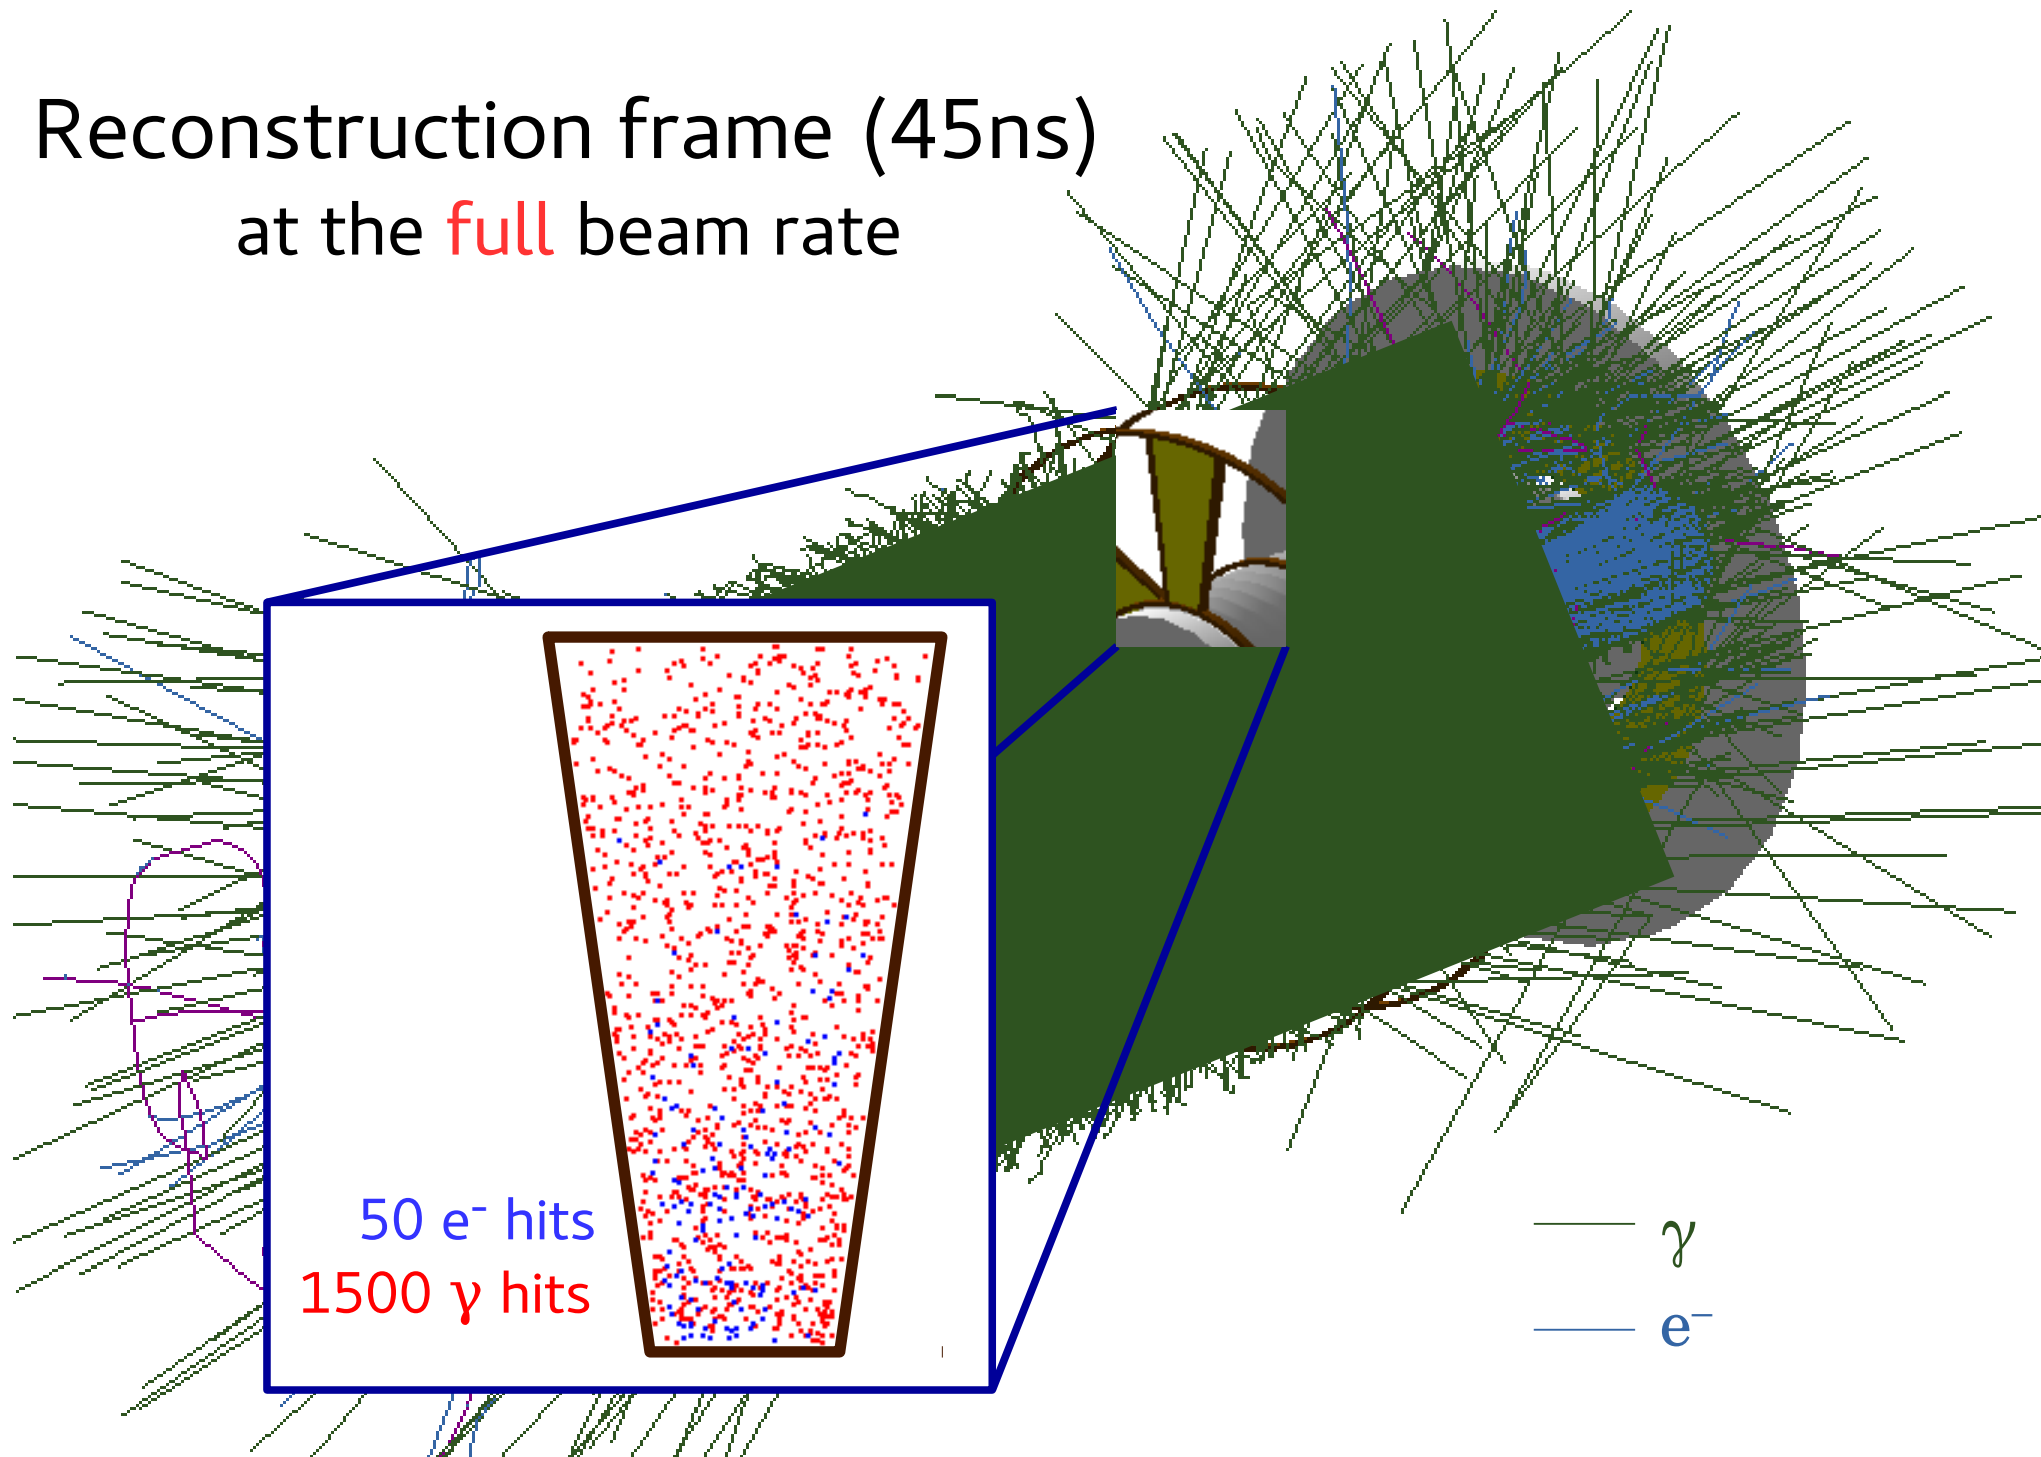 Reconstruction frame (45ns)
at the full beam rate
50 e⁻ hits
1500 γ hits
γ
e⁻